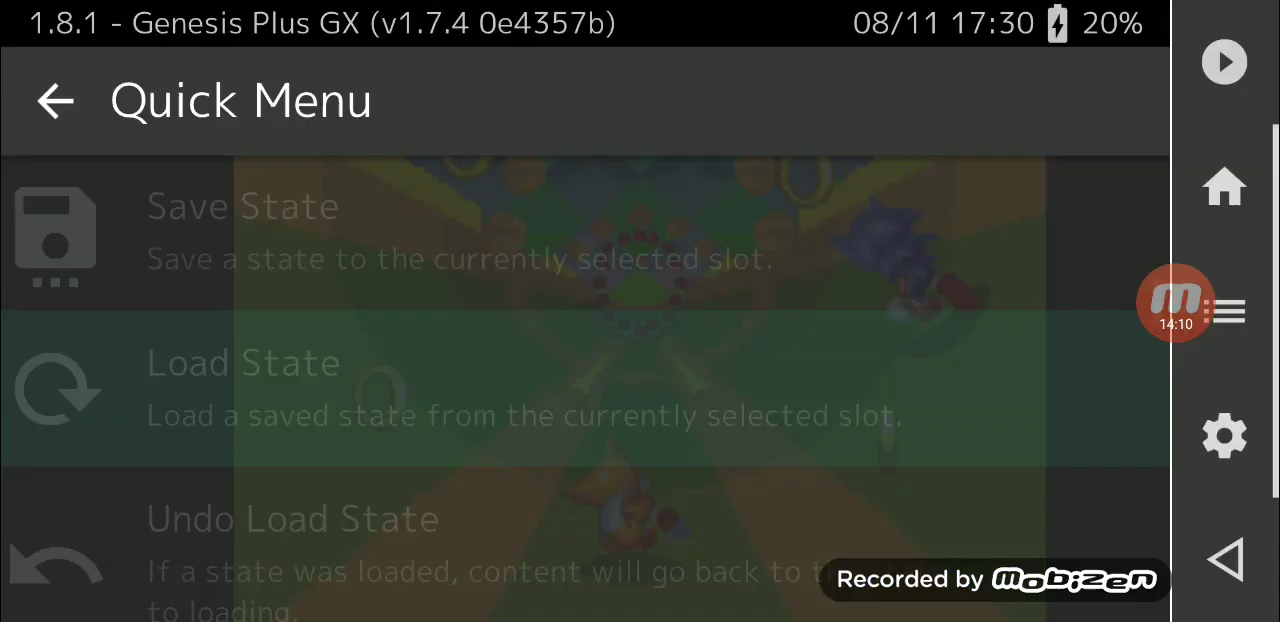 1.8.1 - Genesis Plus GX (v1.7.4 0e4357b)
08/11 17:30 20%
Quick Menu
Save State
Save a state to the currently selected slot.
Load State
Load a saved state from the currently selected slot.
Undo Load State
If a state was loaded, content will go back to t
to loading.
m
14:10
Recorded by mobizen